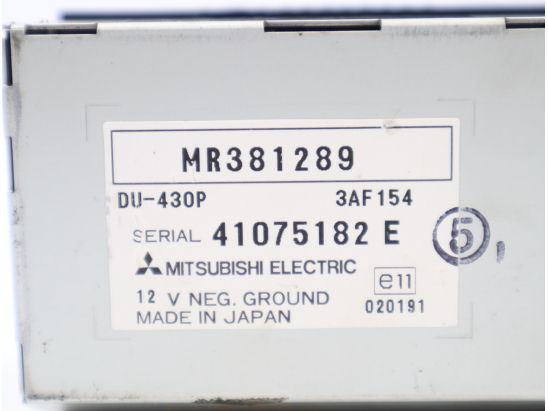 MR381289
DU-430P 3AF154
SERIAL 41075182 E
5
MITSUBISHI ELECTRIC
e11
12 V NEG. GROUND
020191
MADE IN JAPAN